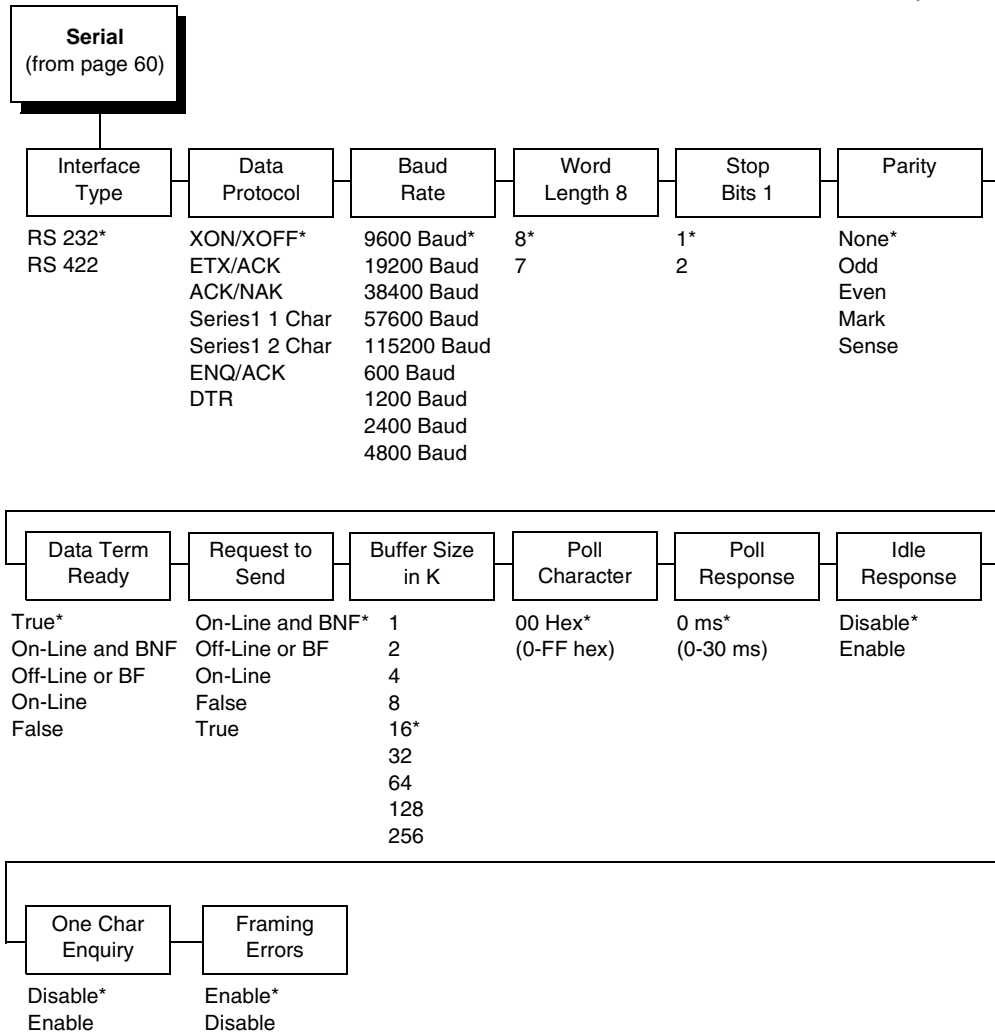 Serial
(from page 60)
Interface
Type
RS 232*
RS 422
Data
Protocol
XON/XOFF*
ETX/ACK
ACK/NAK
Series1 1 Char
Series1 2 Char
ENQ/ACK
DTR
Baud
Rate
9600 Baud*
19200 Baud
38400 Baud
57600 Baud
115200 Baud
600 Baud
1200 Baud
2400 Baud
4800 Baud
Word
Length 8
8*
7
Stop
Bits 1
1*
2
Parity
None*
Odd
Even
Mark
Sense
Data Term
Ready
True*
On-Line and BNF
Off-Line or BF
On-Line
False
Request to
Send
On-Line and BNF*
Off-Line or BF
On-Line
False
True
Buffer Size
in K
1
2
4
8
16*
32
64
128
256
Poll
Character
00 Hex*
(0-FF hex)
Poll
Response
0 ms*
(0-30 ms)
Idle
Response
Disable*
Enable
One Char
Enquiry
Disable*
Enable
Framing
Errors
Enable*
Disable